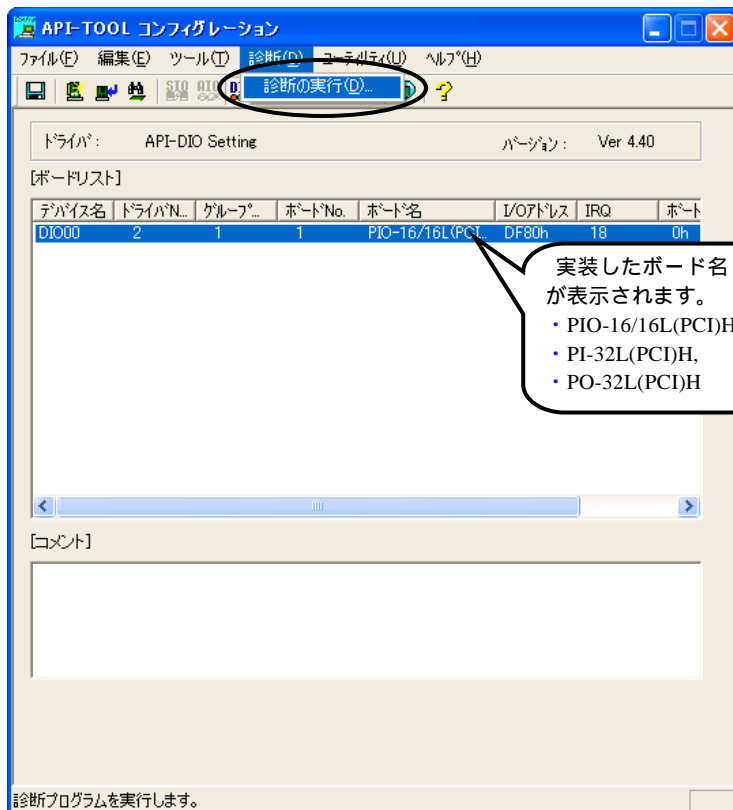 API-TOOL コンフィグレーション
ファイル(F) 編集(E) ツール(T) 診断(D) ユーティリティ(U) ヘルプ(H)
診断の実行(D)...
ドライバ: API-DIO Setting バージョン: Ver 4.40
[ボードリスト]
デバイス名 ドライバN... グループ... ボードNo. ボード名 I/Oアドレス IRQ ボート
DIO00 2 1 1 PIO-16/16L(PCI... DF80h 18 0h
実装したボード名
が表示されます。
・PIO-16/16L(PCI)H
・PI-32L(PCI)H,
・PO-32L(PCI)H
[コメント]
診断プログラムを実行します。